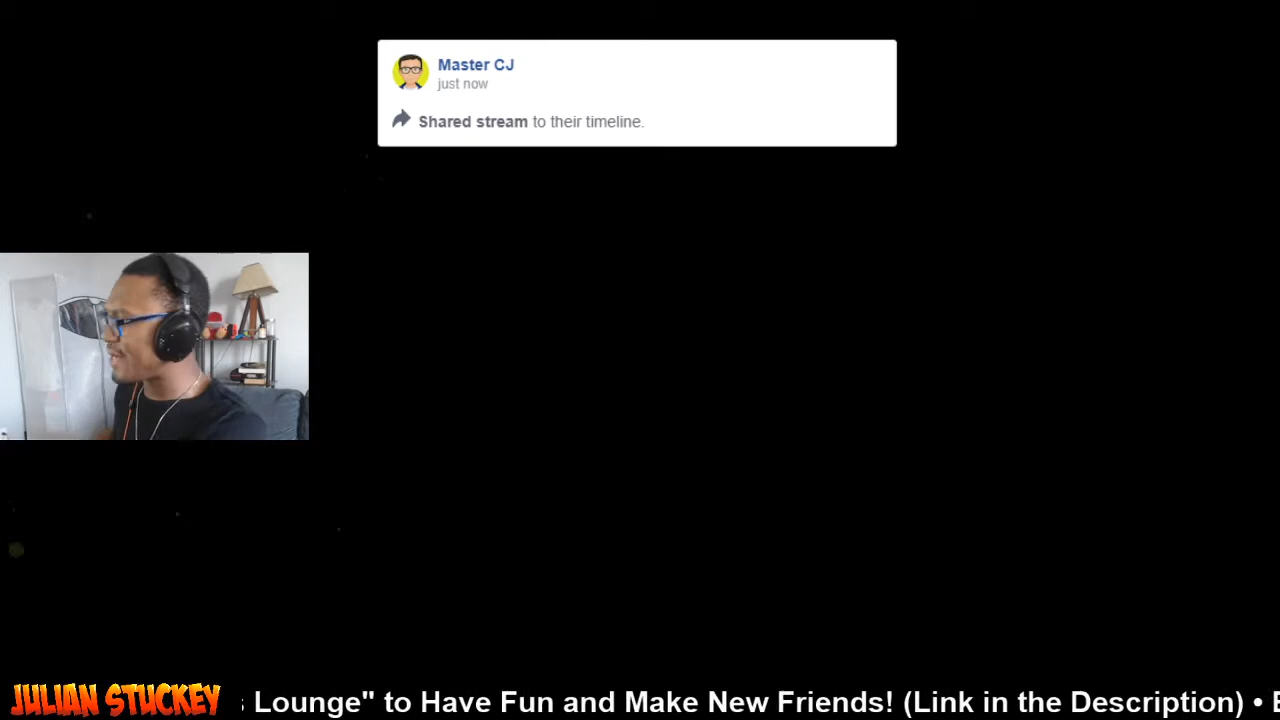 Master CJ
just now
Shared stream to their timeline.
JULIAN STUCKEY
Lounge" to Have Fun and Make New Friends! (Link in the Description) •